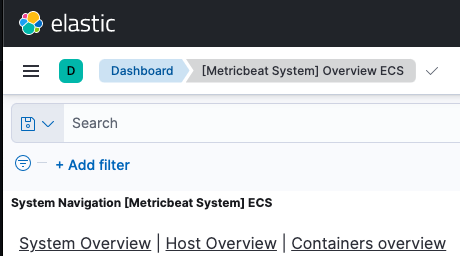 elastic
D Dashboard [Metricbeat System] Overview ECS
Search
+ Add filter
System Navigation [Metricbeat System] ECS
System Overview | Host Overview | Containers overview